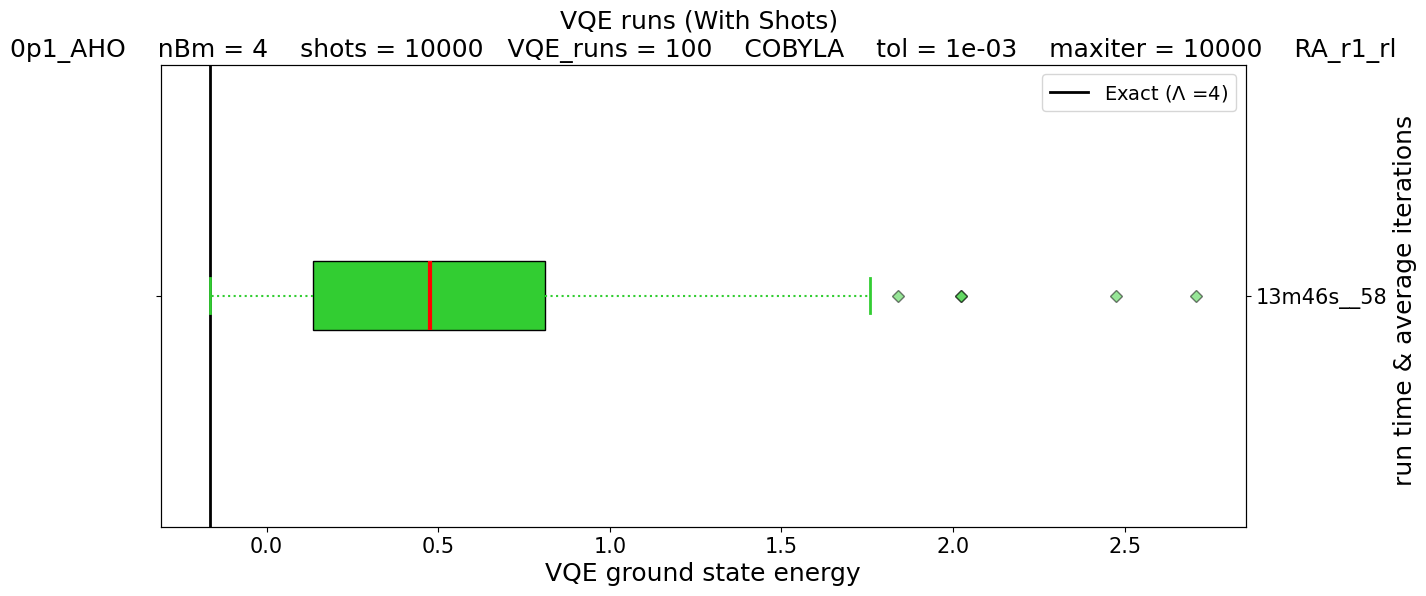 VQE runs (With Shots)
0p1_AHO nBm = 4 shots = 10000 VQE_runs = 100 COBYLA tol = 1e-03 maxiter = 10000 RA_r1_rl
Exact (Λ =4)
13m46s__58
run time & average iterations
0.0 0.5 1.0 1.5 2.0 2.5
VQE ground state energy